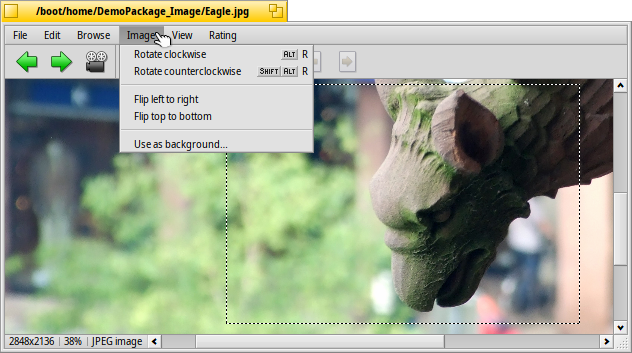 /boot/home/DemoPackage_Image/Eagle.jpg
File Edit Browse Image View Rating
Rotate clockwise ALT R
Rotate counterclockwise SHIFT ALT R
Flip left to right
Flip top to bottom
Use as background...
2848x2136 38% JPEG image